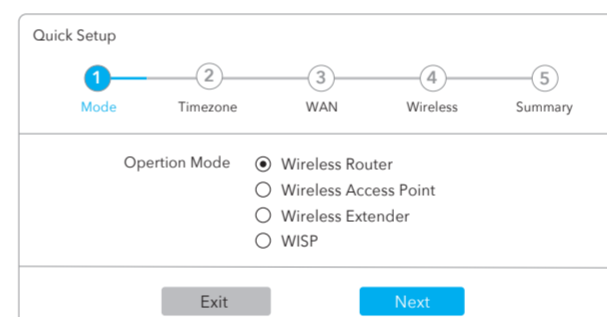 Quick Setup
1 2 3 4 5
Mode Timezone WAN Wireless Summary
Opertion Mode Wireless Router
Wireless Access Point
Wireless Extender
WISP
Exit Next